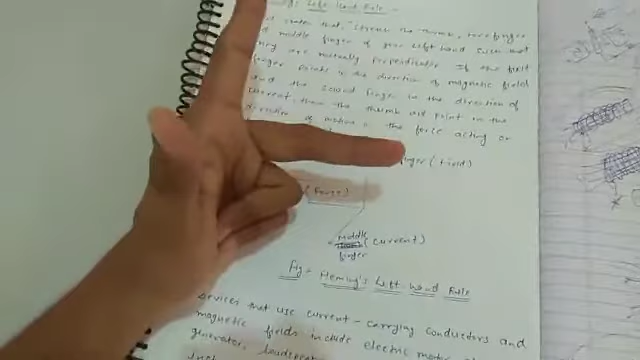 Left Hand Rule -
states that, "Stretch the thumb, forefinger
middle finger of your left hand such that
they are mutually perpendicular. If the first
finger points in the direction of magnetic field
and the second finger in the direction of
current, then the thumb will point in the
direction of motion or the force acting on
finger (field)
(Force)
middle (current)
finger
Fig - Fleming's Left-hand Rule
Devices that use current-carrying conductors and
magnetic fields include electric motor
generator,